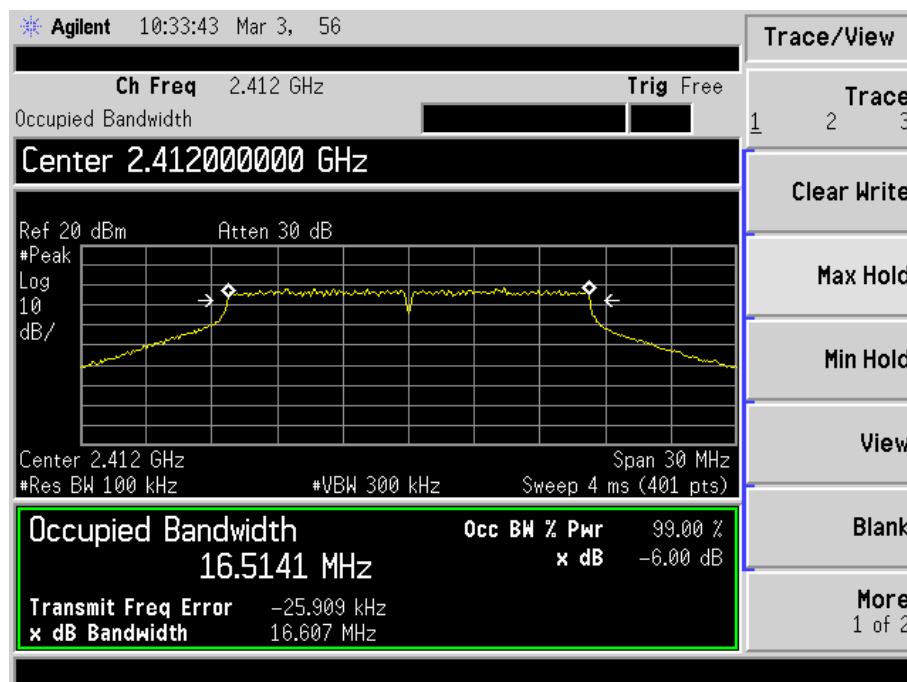 Agilent 10:33:43 Mar 3, 56
Trace/View
Ch Freq 2.412 GHz Trig Free
Occupied Bandwidth
Trace
1 2 3
Center 2.412000000 GHz
Clear Write
Ref 20 dBm Atten 30 dB
#Peak
Log
10
dB/
Max Hold
Min Hold
View
Center 2.412 GHz Span 30 MHz
#Res BW 100 kHz #VBW 300 kHz Sweep 4 ms (401 pts)
Occupied Bandwidth
16.5141 MHz
Occ BW % Pwr 99.00 %
x dB -6.00 dB
Transmit Freq Error -25.909 kHz
x dB Bandwidth 16.607 MHz
Blank
More
1 of 2